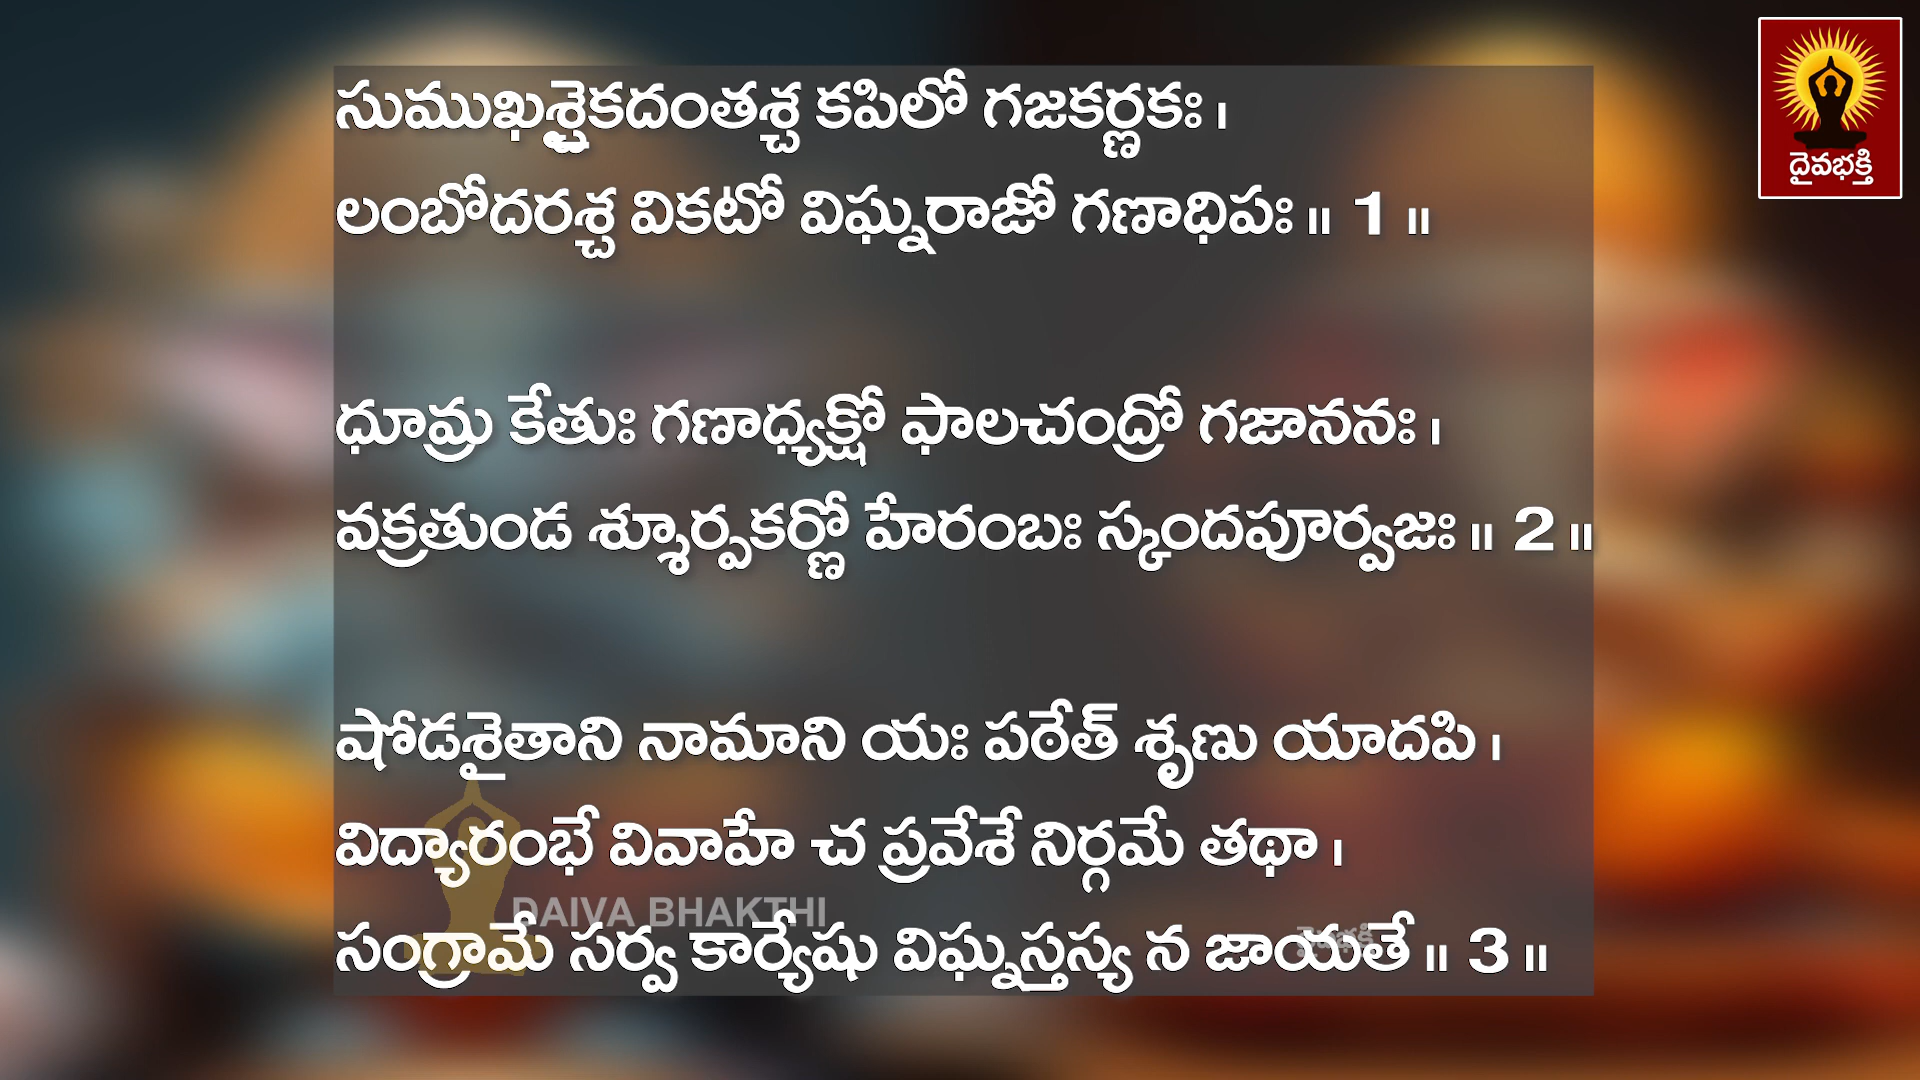 సుముఖశ్చైకదంతశ్చ కపిలో గజకర్ణకః ।
లంబోదరశ్చ వికటో విఘ్నరాజో గణాధిపః ॥ 1 ॥
ధూమ్ర కేతుః గణాధ్యక్షో ఫాలచంద్రో గజాననః ।
వక్రతుండ శ్శూర్పకర్ణో హేరంబః స్కందపూర్వజః ॥ 2 ॥
షోడశైతాని నామాని యః పఠేత్ శృణు యాదపి ।
విద్యారంభే వివాహే చ ప్రవేశే నిర్గమే తథా ।
సంగ్రామే సర్వ కార్యేషు విఘ్నస్తస్య న జాయతే ॥ 3 ॥
దైవభక్తి
DAIVA BHAKTHI